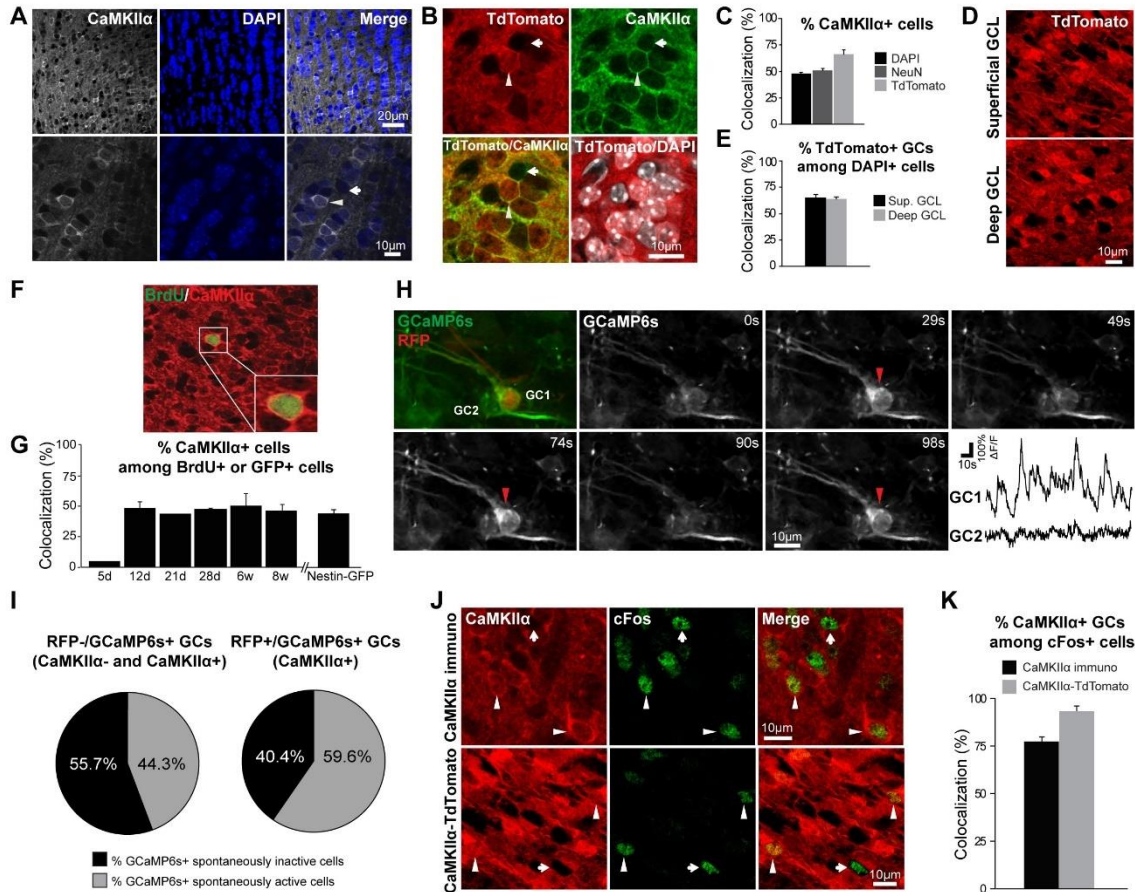 A
CaMKIIα
DAPI
Merge
20µm
10µm
B
TdTomato
CaMKIIα
TdTomato/CaMKIIα
TdTomato/DAPI
10µm
C
% CaMKIIα+ cells
Colocalization (%)
100
75
50
25
0
DAPI
NeuN
TdTomato
D
TdTomato
Superficial GCL
Deep GCL
10µm
E
% TdTomato+ GCs
among DAPI+ cells
Colocalization (%)
100
75
50
25
0
Sup. GCL
Deep GCL
F
BrdU/CaMKIIα
G
% CaMKIIα+ cells
among BrdU+ or GFP+ cells
Colocalization (%)
100
75
50
25
0
5d 12d 21d 28d 6w 8w Nestin-GFP
H
GCaMP6s
RFP
GC1
GC2
GCaMP6s
0s
29s
49s
74s
90s
98s
10µm
100%
ΔF/F
10s
GC1
GC2
I
RFP-/GCaMP6s+ GCs
(CaMKIIα- and CaMKIIα+)
RFP+/GCaMP6s+ GCs
(CaMKIIα+)
55.7% 44.3%
40.4% 59.6%
% GCaMP6s+ spontaneously inactive cells
% GCaMP6s+ spontaneously active cells
J
CaMKIIα
cFos
Merge
CaMKIIα immuno
10µm
CaMKIIα-TdTomato
10µm
K
% CaMKIIα+ GCs
among cFos+ cells
CaMKIIα immuno
CaMKIIα-TdTomato
Colocalization (%)
100
75
50
25
0